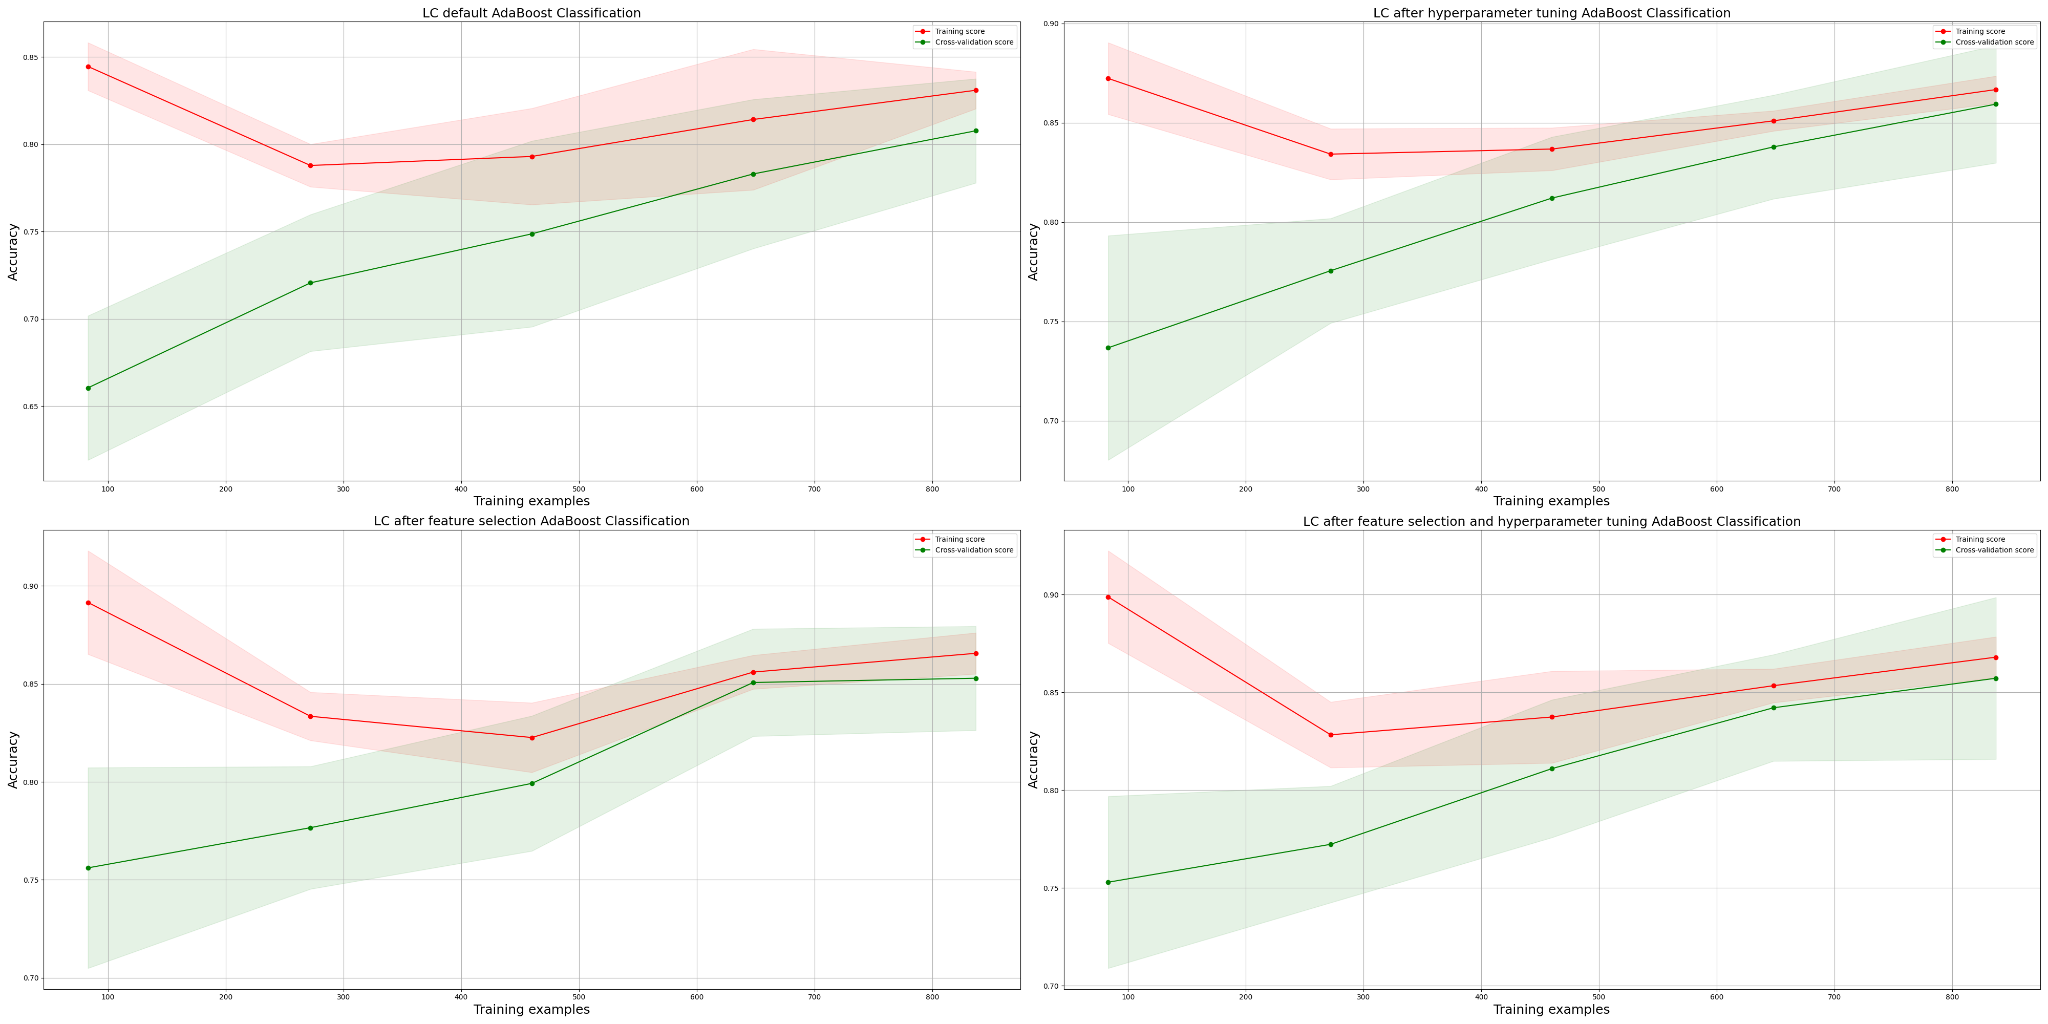 LC default AdaBoost Classification
Training score
Cross-validation score
Accuracy
0.85
0.80
0.75
0.70
0.65
100 200 300 400 500 600 700 800
Training examples
LC after hyperparameter tuning AdaBoost Classification
Training score
Cross-validation score
Accuracy
0.90
0.85
0.80
0.75
0.70
100 200 300 400 500 600 700 800
Training examples
LC after feature selection AdaBoost Classification
Training score
Cross-validation score
Accuracy
0.90
0.85
0.80
0.75
0.70
100 200 300 400 500 600 700 800
Training examples
LC after feature selection and hyperparameter tuning AdaBoost Classification
Training score
Cross-validation score
Accuracy
0.90
0.85
0.80
0.75
0.70
100 200 300 400 500 600 700 800
Training examples